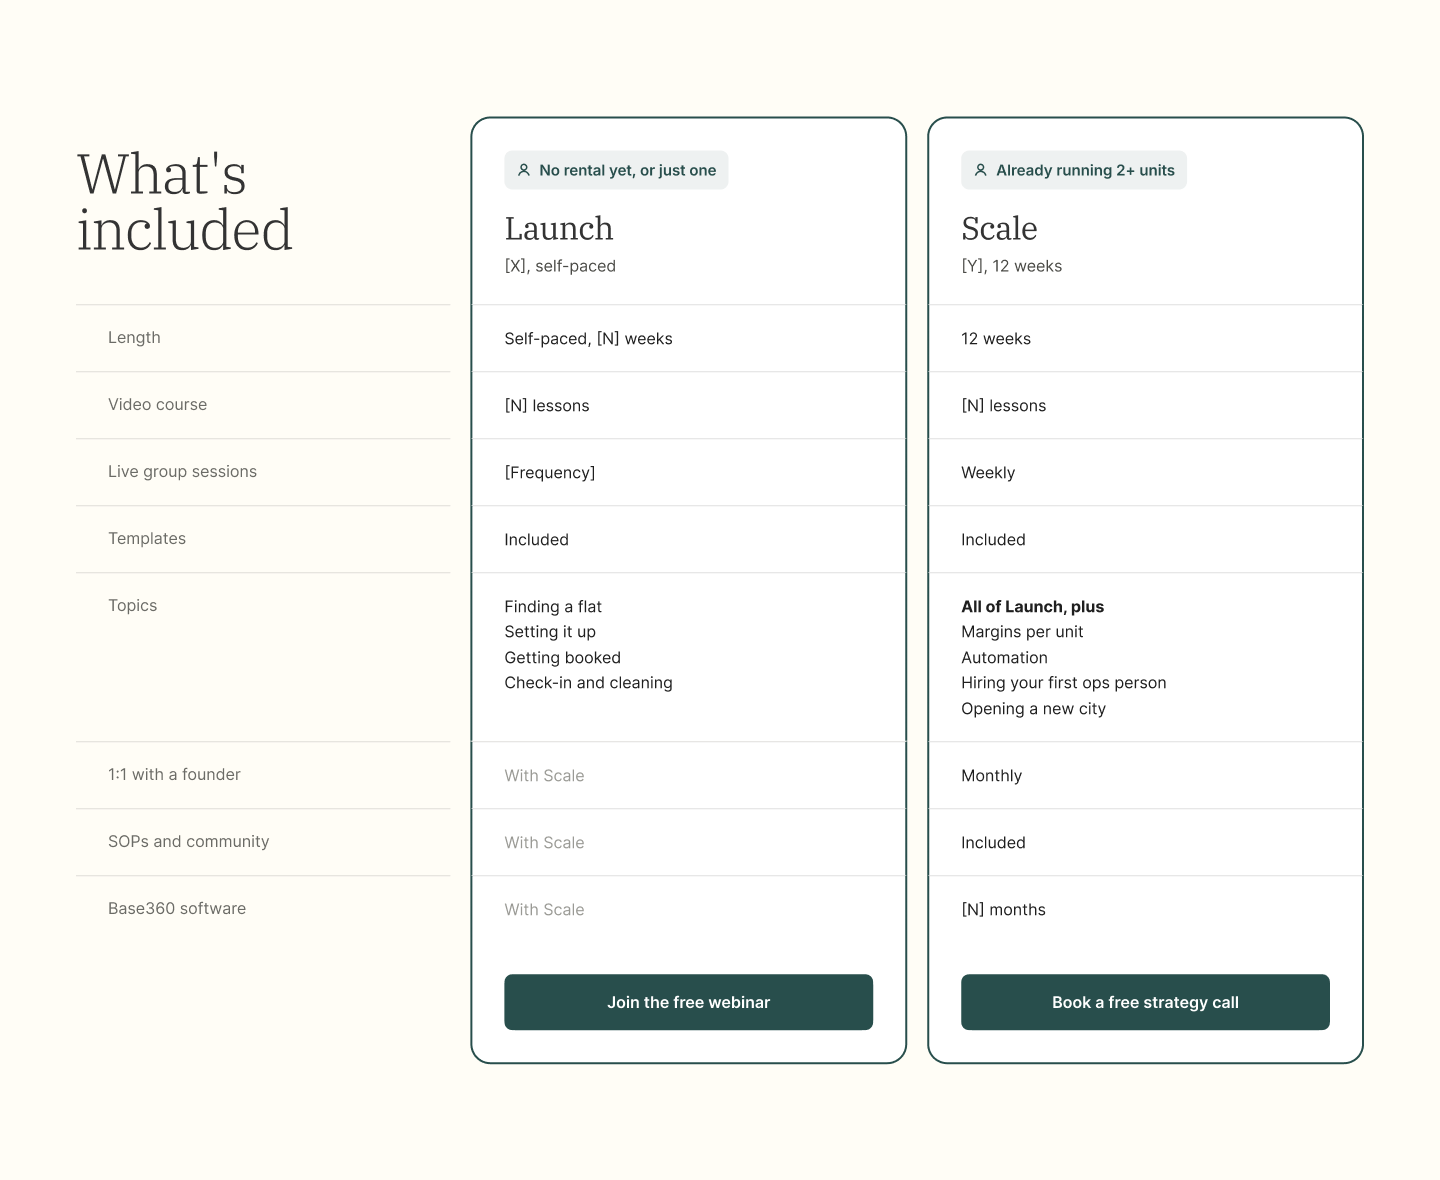 What's
included
No rental yet, or just one
Launch
[X], self-paced
Already running 2+ units
Scale
[Y], 12 weeks
Length
Self-paced, [N] weeks
12 weeks
Video course
[N] lessons
[N] lessons
Live group sessions
[Frequency]
Weekly
Templates
Included
Included
Topics
Finding a flat
Setting it up
Getting booked
Check-in and cleaning
All of Launch, plus
Margins per unit
Automation
Hiring your first ops person
Opening a new city
1:1 with a founder
With Scale
Monthly
SOPs and community
With Scale
Included
Base360 software
With Scale
[N] months
Join the free webinar
Book a free strategy call